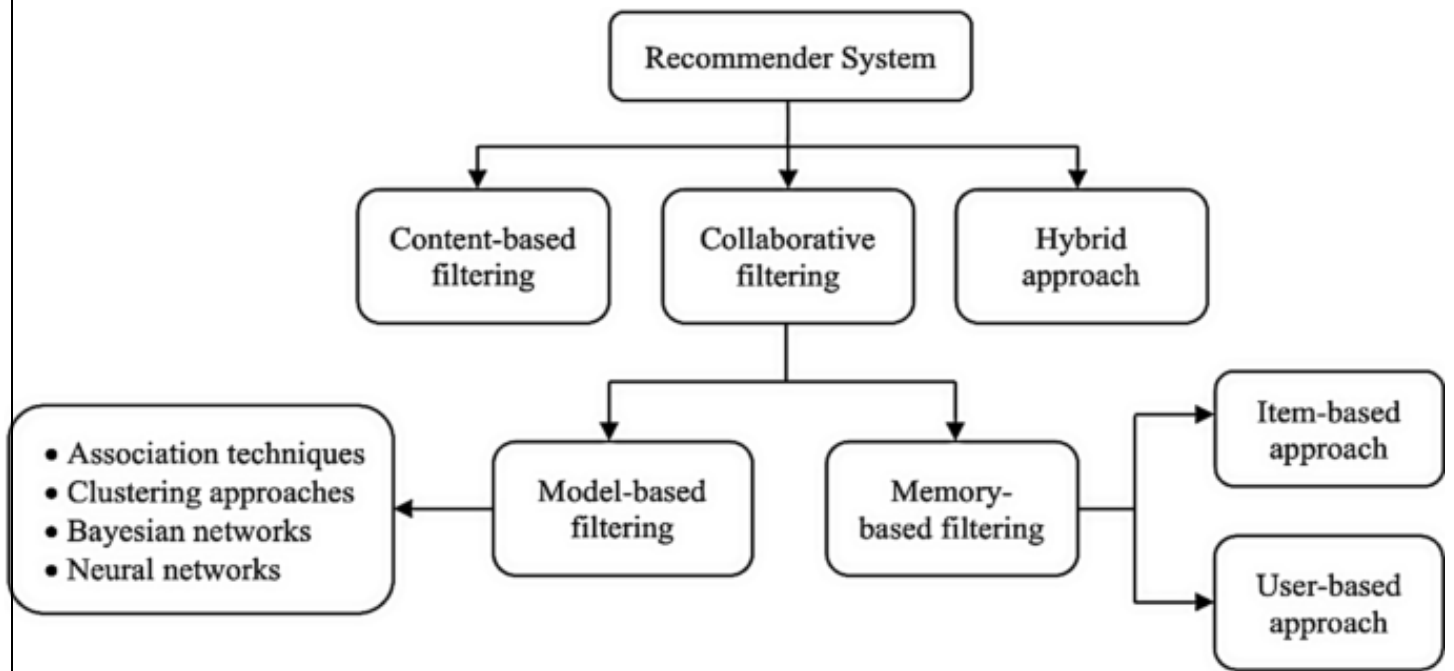 Recommender System
Content-based
filtering
Collaborative
filtering
Hybrid
approach
• Association techniques
• Clustering approaches
• Bayesian networks
• Neural networks
Model-based
filtering
Memory-
based filtering
Item-based
approach
User-based
approach